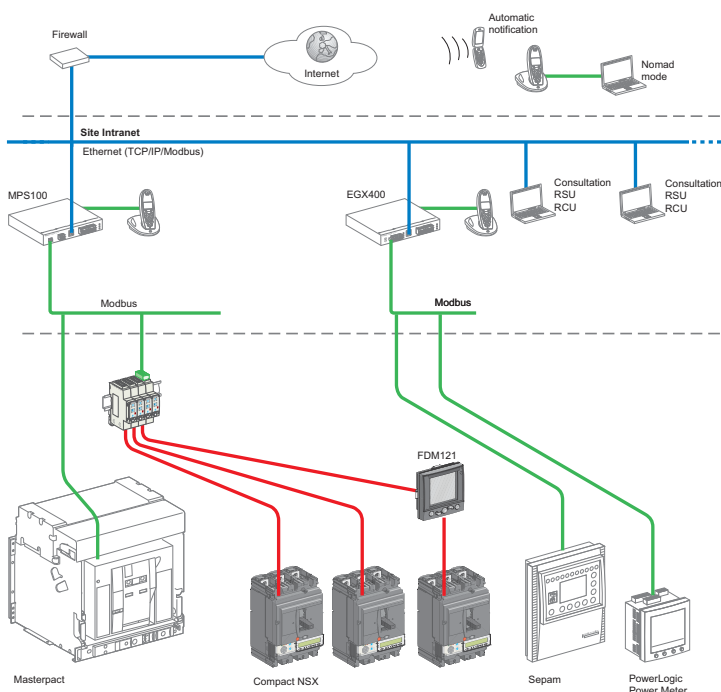 Automatic
notification
Firewall
Internet
Nomad
mode
Site Intranet
Ethernet (TCP/IP/Modbus)
MPS100
EGX400
Consultation
RSU
RCU
Consultation
RSU
RCU
Modbus
Modbus
FDM121
Masterpact
Compact NSX
Sepam
PowerLogic
Power Meter